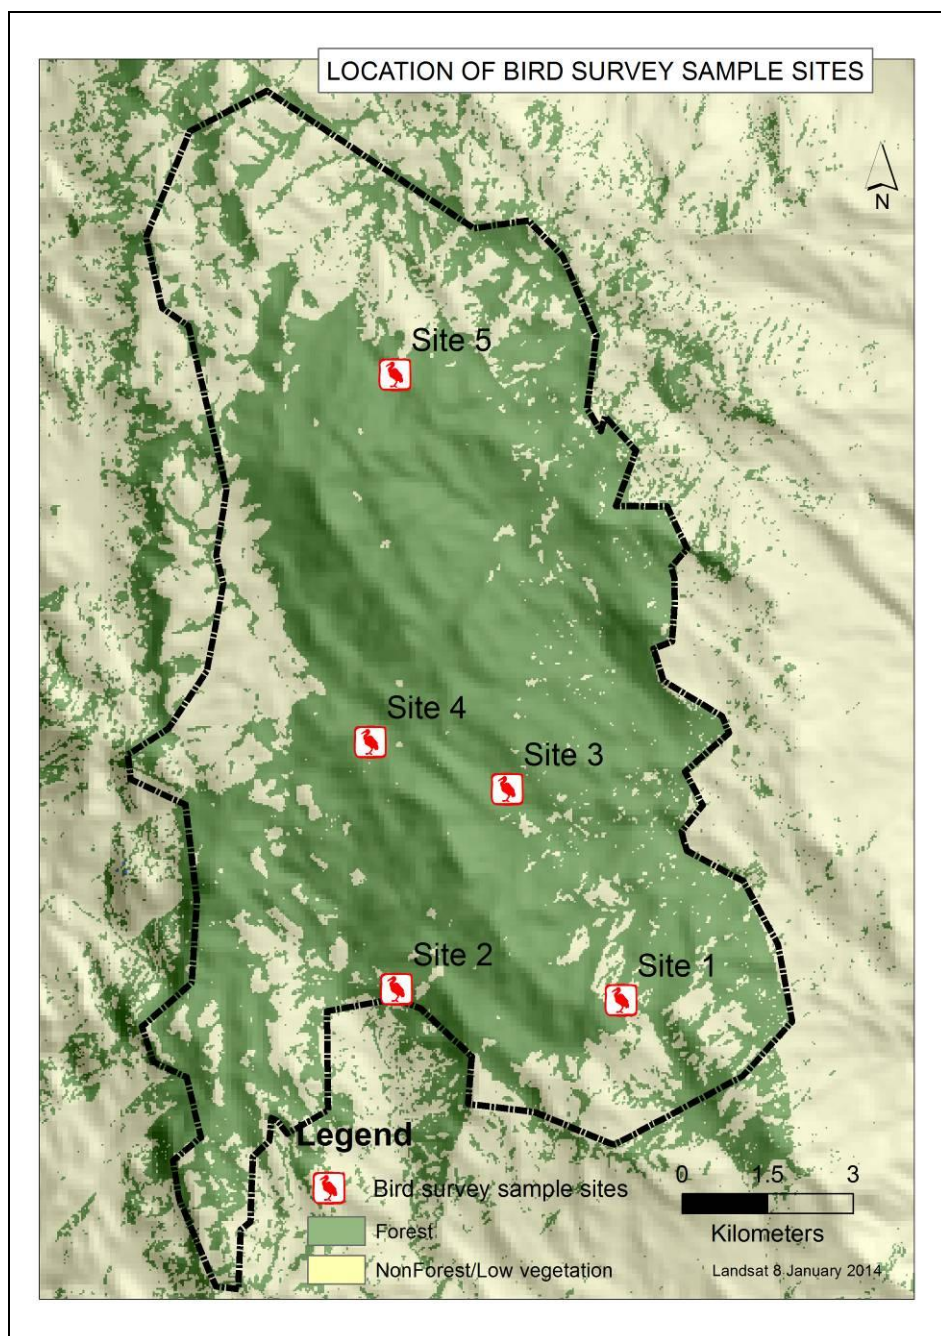 LOCATION OF BIRD SURVEY SAMPLE SITES
N
Site 5
Site 4
Site 3
Site 2
Site 1
Legend
Bird survey sample sites
Forest
NonForest/Low vegetation
0 1.5 3
Kilometers
Landsat 8 January 2014